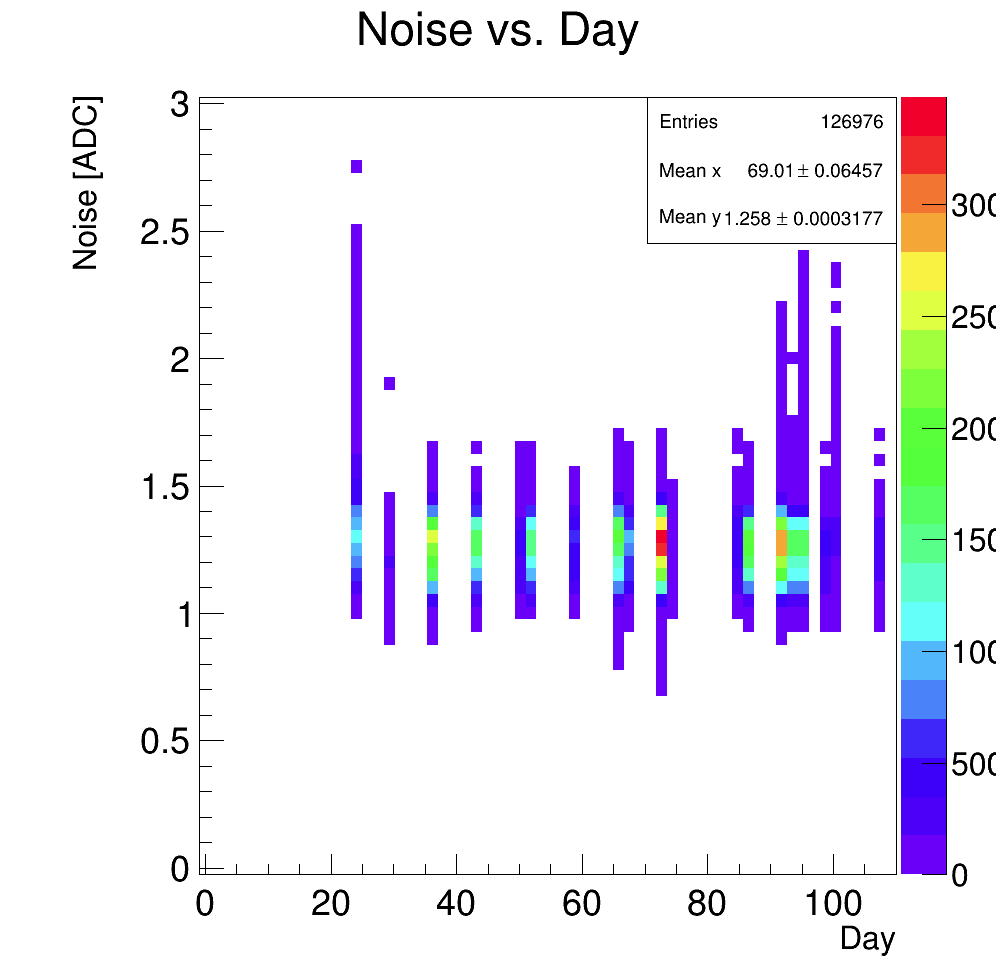 Noise vs. Day
Noise [ADC]
Entries 126976
Mean x 69.01 ± 0.06457
Mean y 1.258 ± 0.0003177
3
2.5
2
1.5
1
0.5
0
0 20 40 60 80 100
Day
300
250
200
150
100
500
0